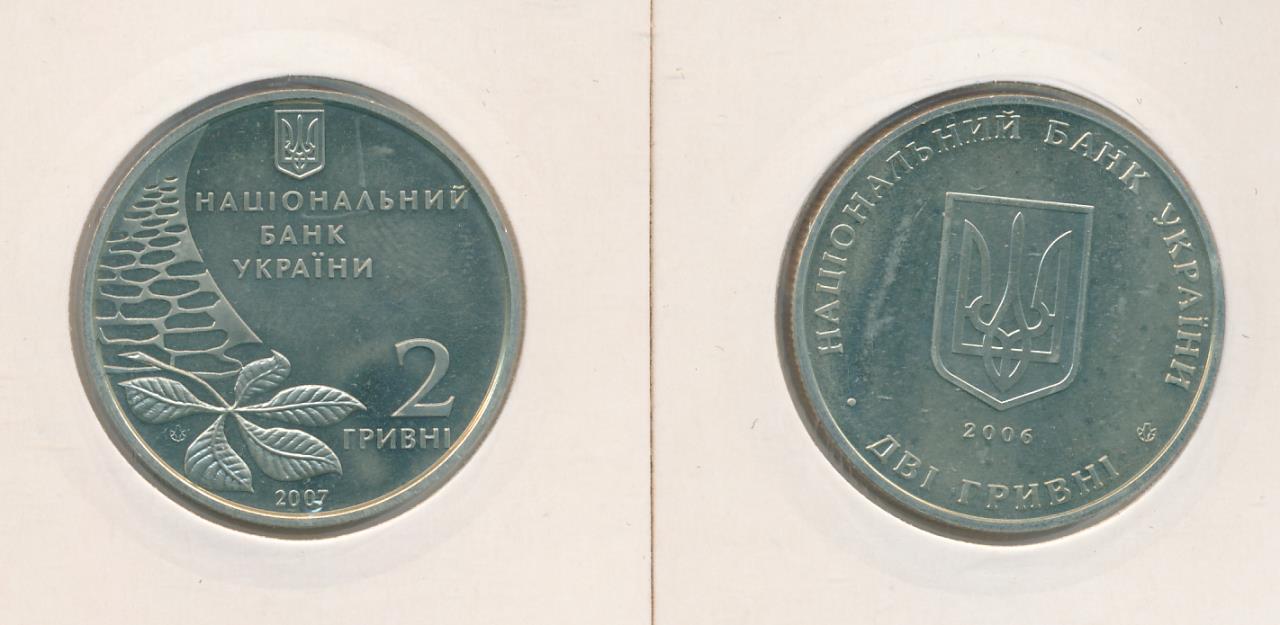 НАЦІОНАЛЬНИЙ
БАНК
УКРАЇНИ
2
ГРИВНІ
2007
НАЦІОНАЛЬНИЙ БАНК УКРАЇНИ
2006
ДВІ ГРИВНІ